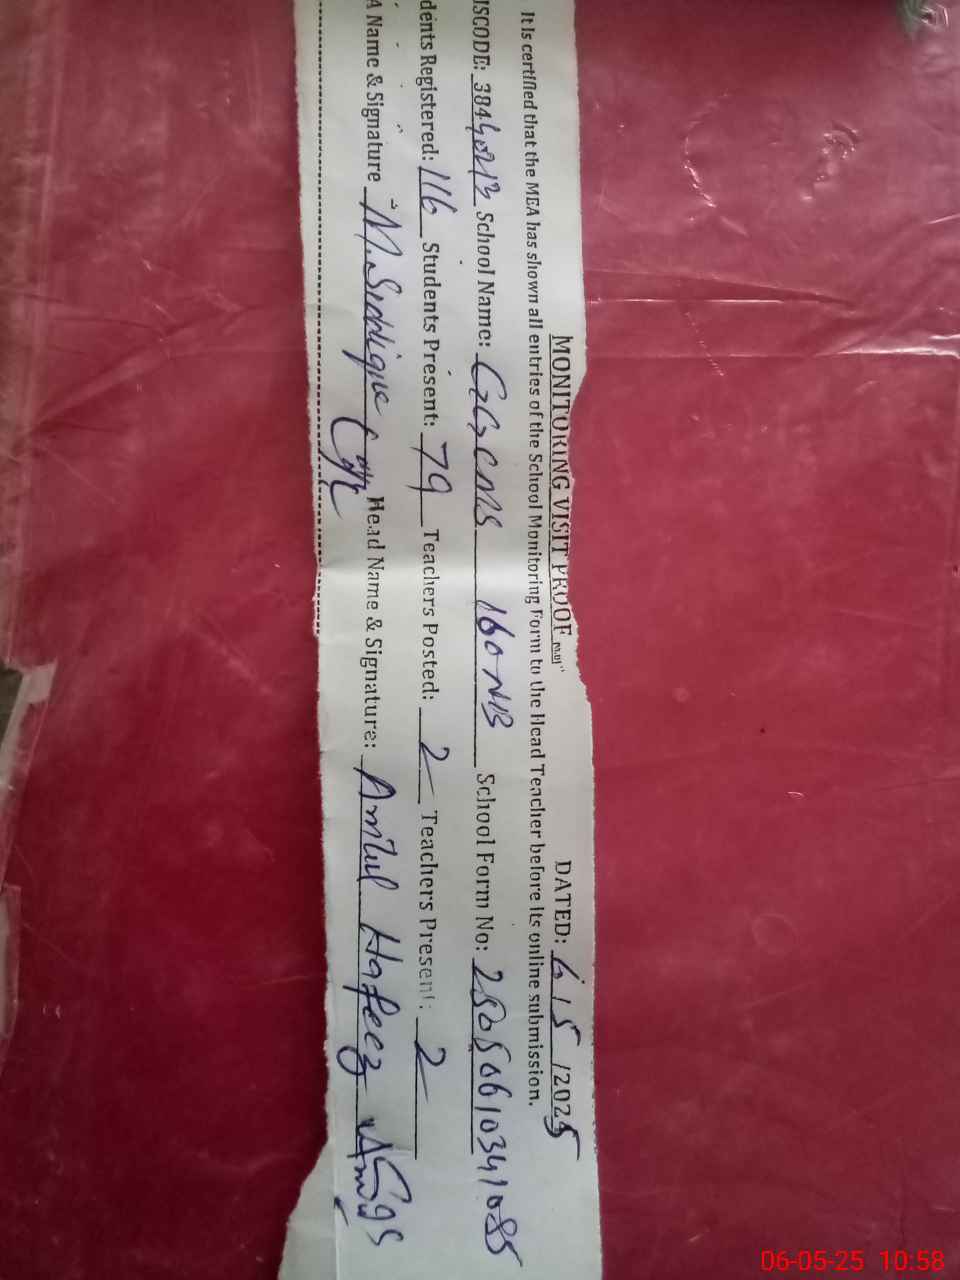 MONITORING VISIT PROOF DATED: 6/5/2025
It Is certified that the MEA has shown all entries of the School Monitoring Form to the Head Teacher before Its online submission.
ISCODE: 38440213 School Name: GGCMS 160 NB School Form No: 25050610341085
dents Registered: 116 Students Present: 79 Teachers Posted: 2 Teachers Present: 2
A Name & Signature M. Siddique Head Name & Signature: Amtul Hafeez
06-05-25 10:58